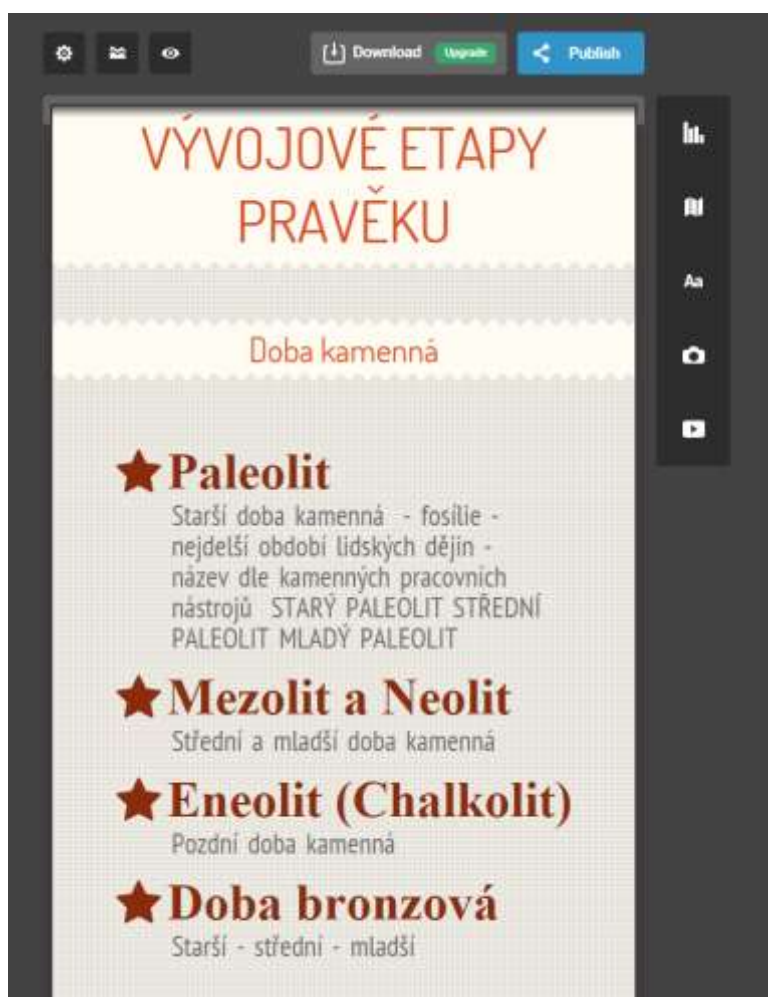 Download Upgrade Publish
VÝVOJOVÉ ETAPY
PRAVĚKU
Aa
Doba kamenná
Paleolit
Starší doba kamenná - fosílie -
nejdelší období lidských dějin -
název dle kamenných pracovních
nástrojů STARÝ PALEOLIT STŘEDNÍ
PALEOLIT MLADÝ PALEOLIT
Mezolit a Neolit
Střední a mladší doba kamenná
Eneolit (Chalkolit)
Pozdní doba kamenná
Doba bronzová
Starší - střední - mladší